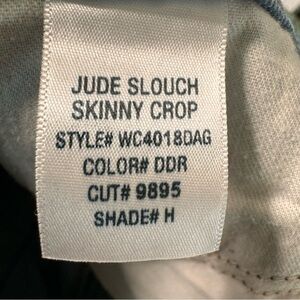 JUDE SLOUCH
SKINNY CROP
STYLE# WC4018DAG
COLOR# DDR
CUT# 9895
SHADE# H